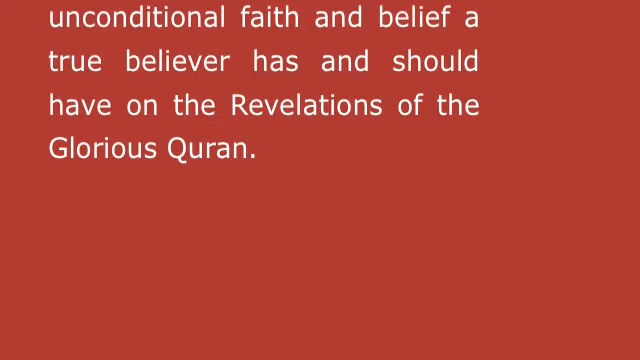 unconditional faith and belief a
true believer has and should
have on the Revelations of the
Glorious Quran.